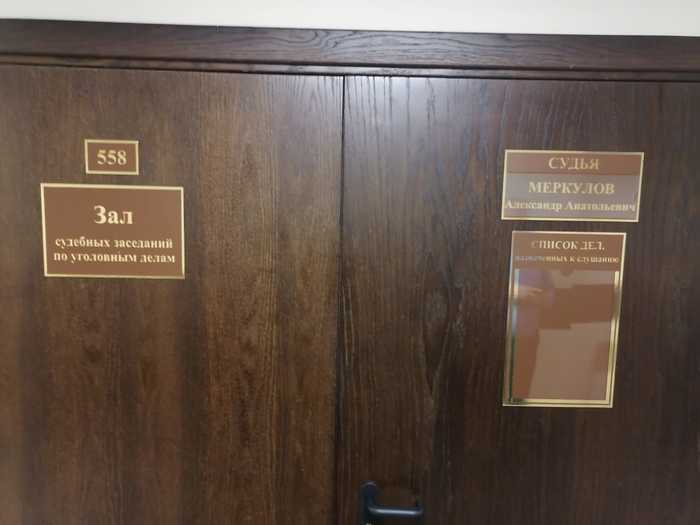 558
Зал
судебных заседаний
по уголовным делам
СУДЬЯ
МЕРКУЛОВ
Александр Анатольевич
СПИСОК ДЕЛ,
назначенных к слушанию